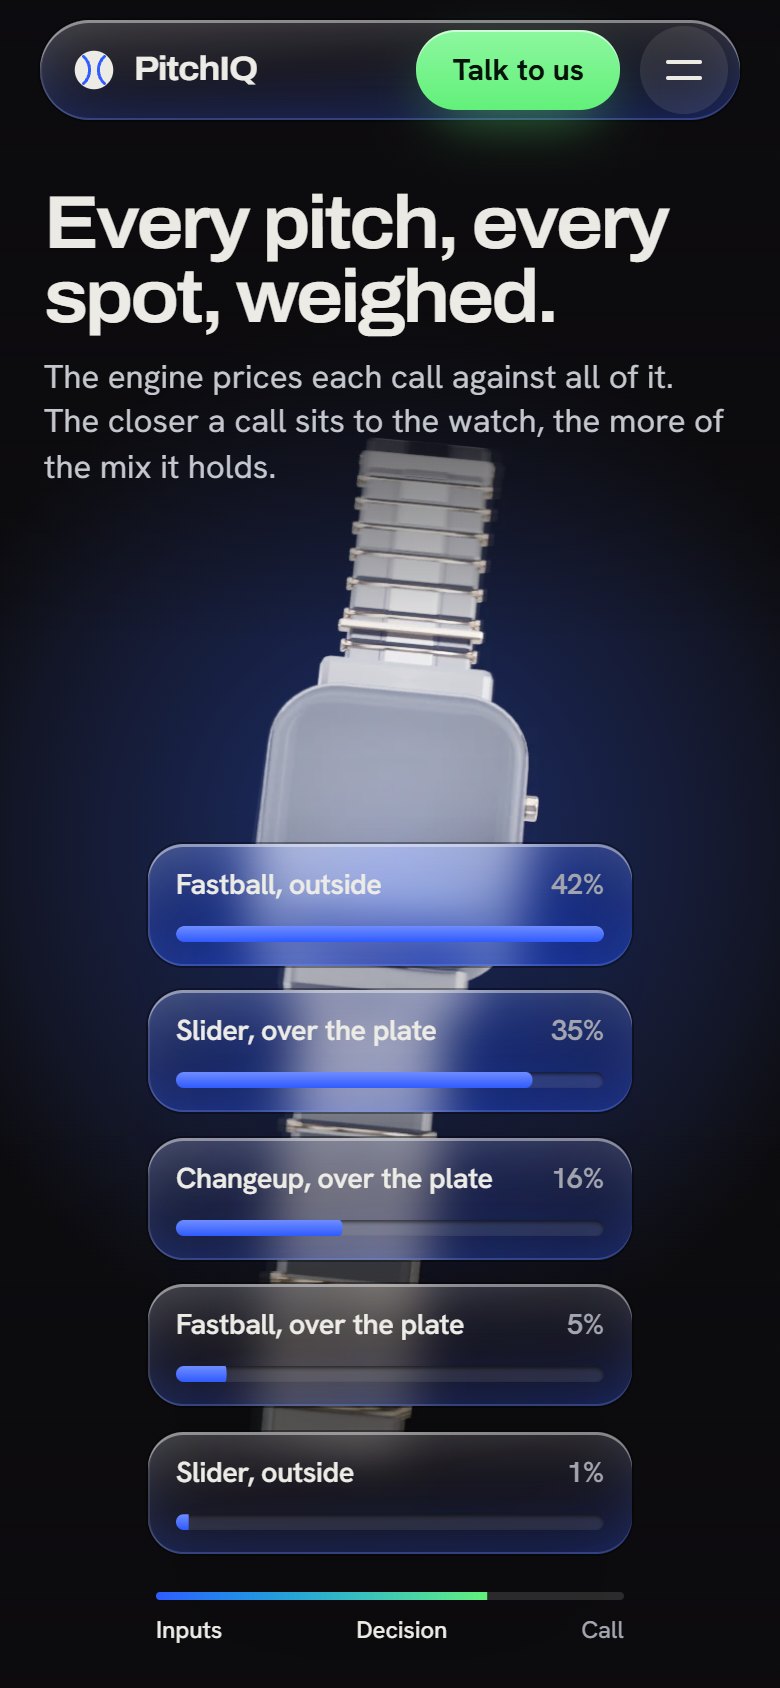 PitchIQ
Talk to us
Every pitch, every
spot, weighed.
The engine prices each call against all of it.
The closer a call sits to the watch, the more of
the mix it holds.
Fastball, outside 42%
Slider, over the plate 35%
Changeup, over the plate 16%
Fastball, over the plate 5%
Slider, outside 1%
Inputs Decision Call